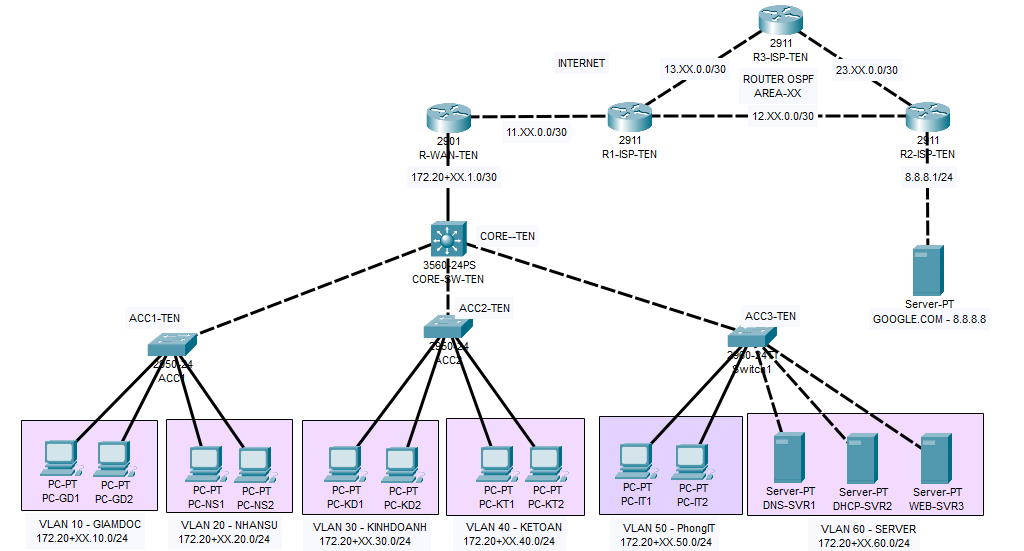 2911
R3-ISP-TEN
INTERNET
13.XX.0.0/30
23.XX.0.0/30
ROUTER OSPF
AREA-XX
11.XX.0.0/30
12.XX.0.0/30
2901
R-WAN-TEN
2911
R1-ISP-TEN
2911
R2-ISP-TEN
172.20+XX.1.0/30
8.8.8.1/24
CORE--TEN
3560-24PS
CORE-SW-TEN
Server-PT
GOOGLE.COM - 8.8.8.8
ACC1-TEN
ACC2-TEN
ACC3-TEN
2950-24
ACC1
2950-24
ACC2
2960-24TT
Switch1
PC-PT
PC-GD1
PC-PT
PC-GD2
PC-PT
PC-NS1
PC-PT
PC-NS2
PC-PT
PC-KD1
PC-PT
PC-KD2
PC-PT
PC-KT1
PC-PT
PC-KT2
PC-PT
PC-IT1
PC-PT
PC-IT2
Server-PT
DNS-SVR1
Server-PT
DHCP-SVR2
Server-PT
WEB-SVR3
VLAN 10 - GIAMDOC
172.20+XX.10.0/24
VLAN 20 - NHANSU
172.20+XX.20.0/24
VLAN 30 - KINHDOANH
172.20+XX.30.0/24
VLAN 40 - KETOAN
172.20+XX.40.0/24
VLAN 50 - PhongIT
172.20+XX.50.0/24
VLAN 60 - SERVER
172.20+XX.60.0/24